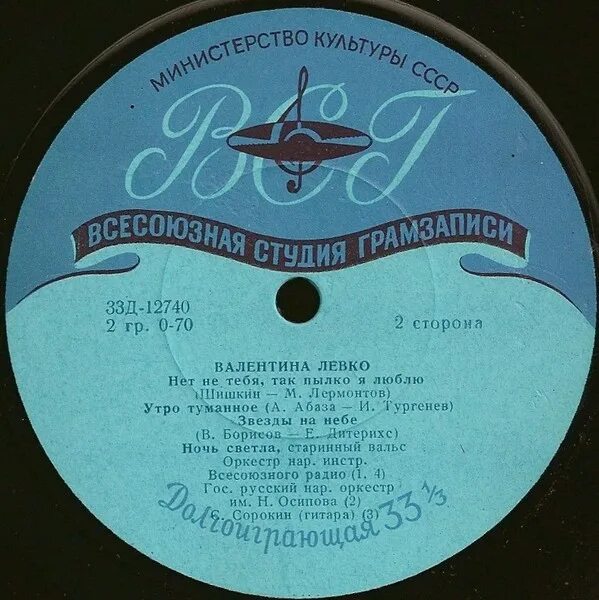 МИНИСТЕРСТВО КУЛЬТУРЫ СССР
ВСГ
ВСЕСОЮЗНАЯ СТУДИЯ ГРАМЗАПИСИ
33Д-12740
2 гр. 0-70
2 сторона
ВАЛЕНТИНА ЛЕВКО
Нет не тебя, так пылко я люблю
(Шишкин — М. Лермонтов)
Утро туманное (А. Абаза — И. Тургенев)
Звезды на небе
(В. Борисов — Е. Дитерихс)
Ночь светла, старинный вальс
Оркестр нар. инстр.
Всесоюзного радио (1, 4)
Гос. русский нар. оркестр
им. Н. Осипова (2)
С. Сорокин (гитара) (3)
Долгоиграющая 33 1/3